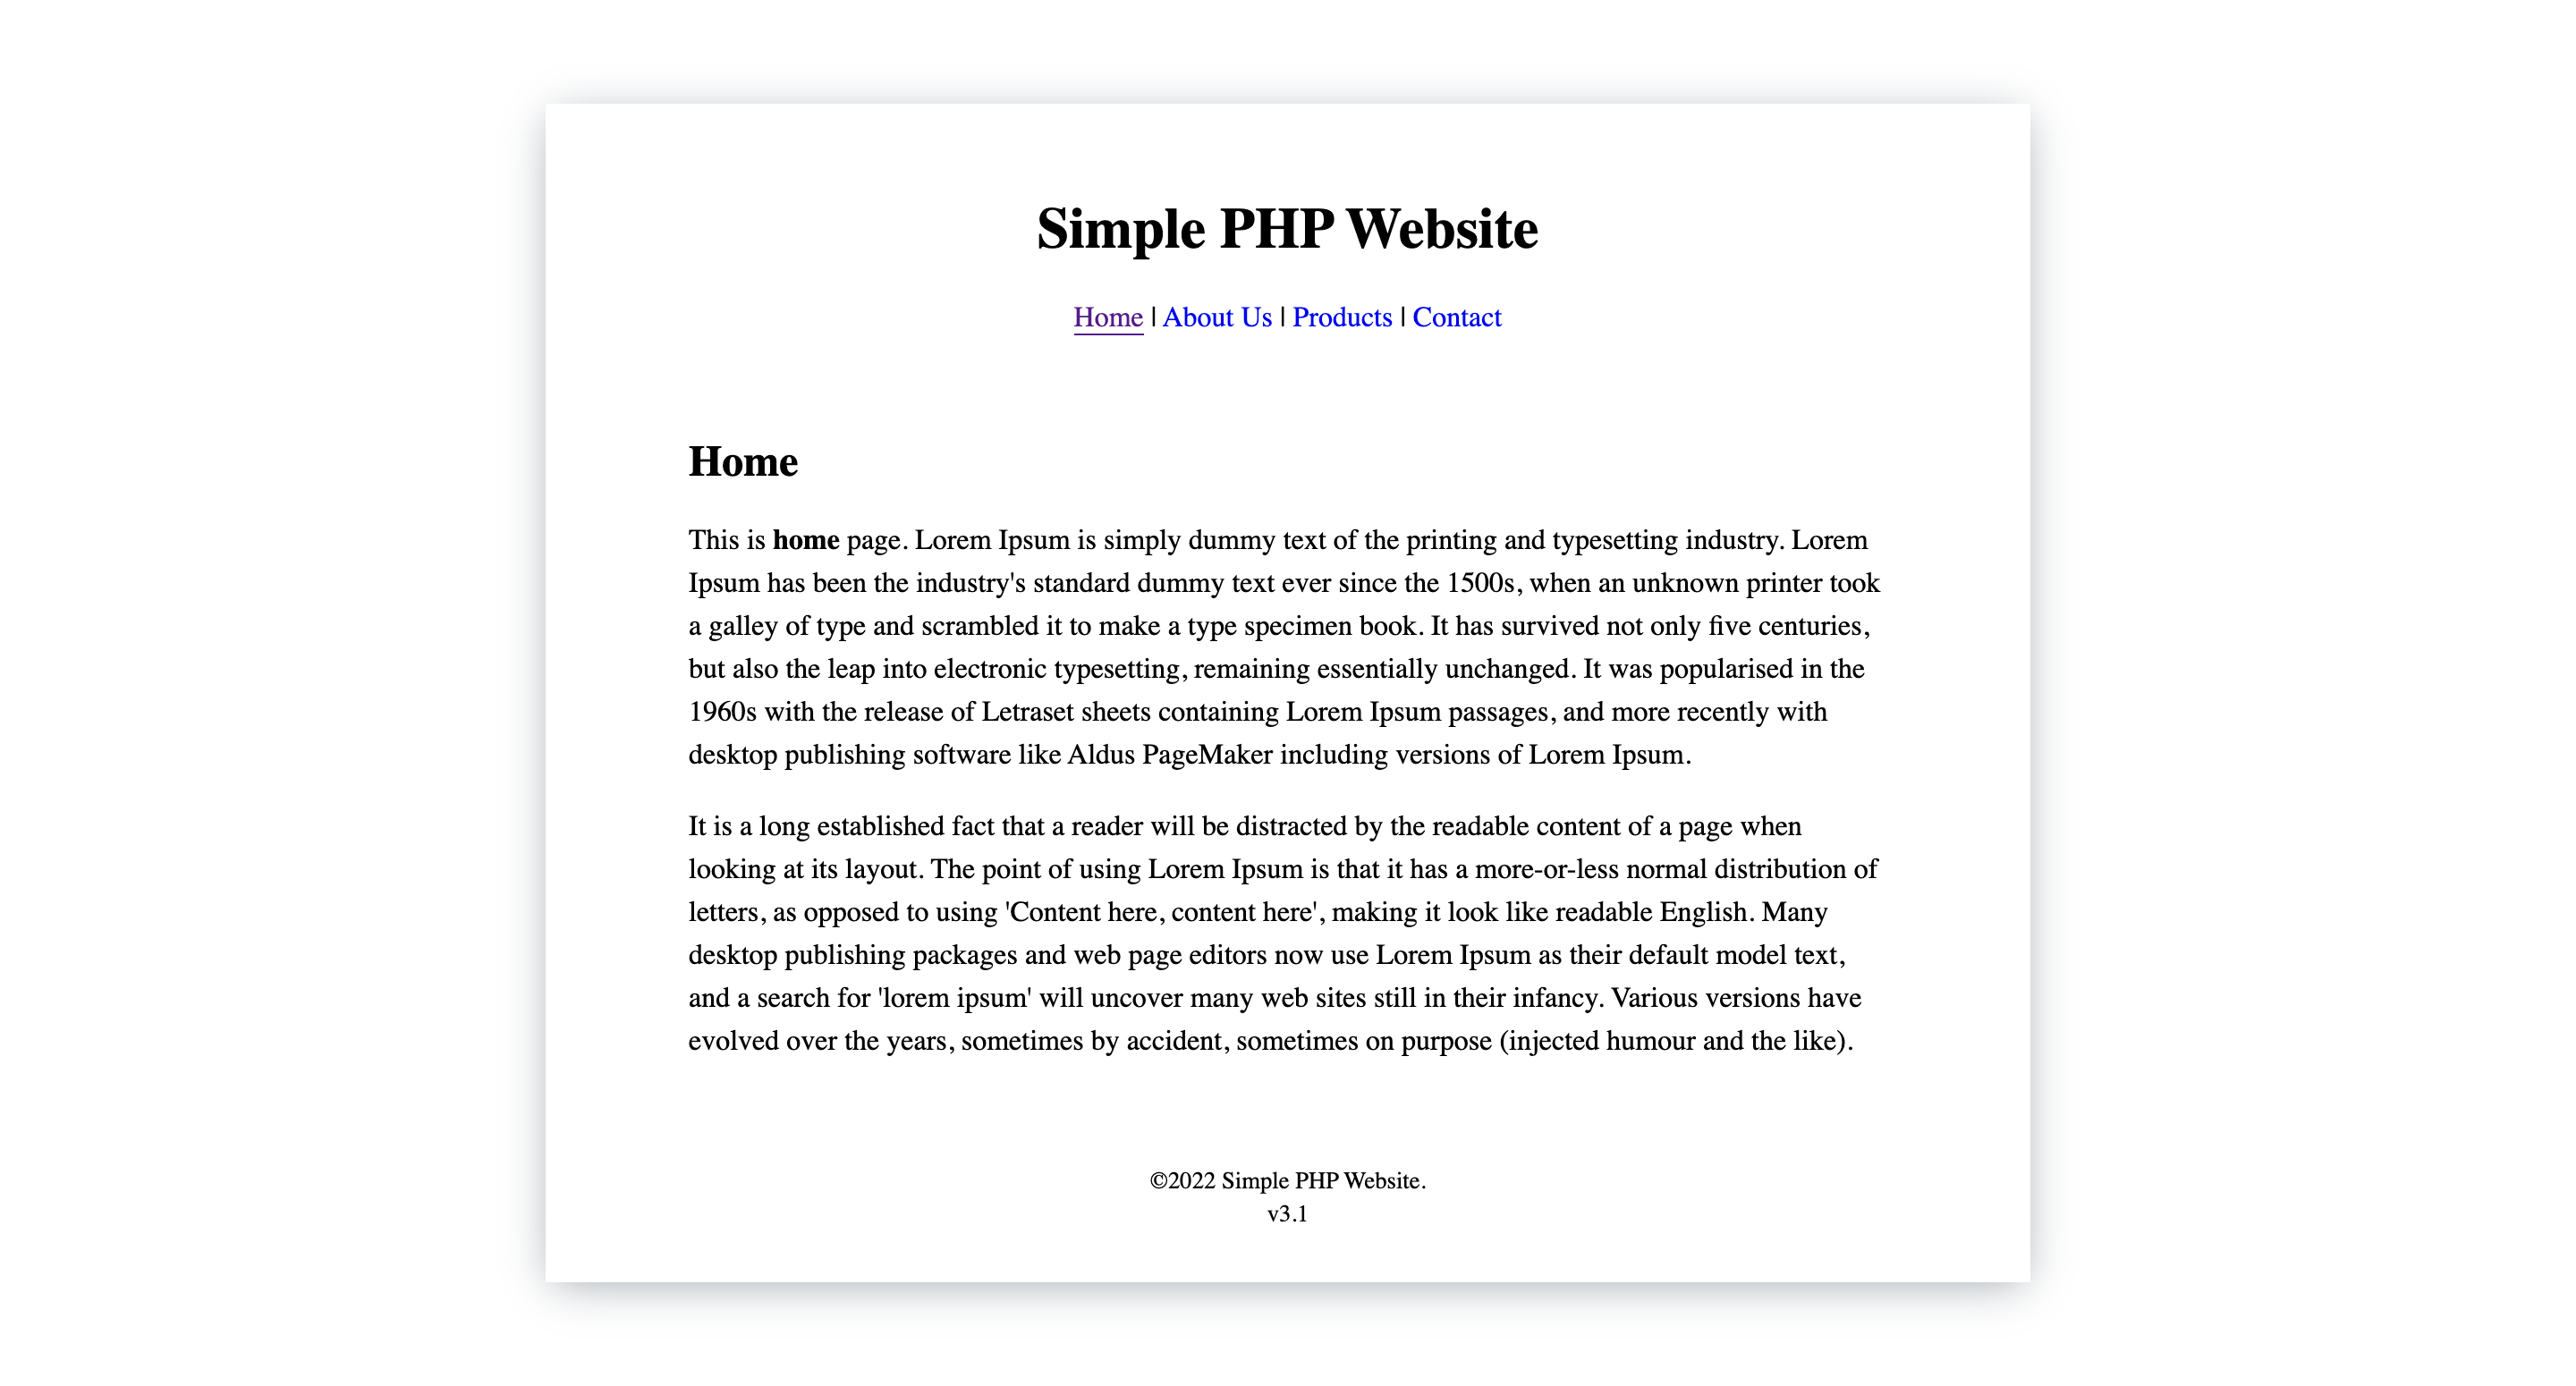 Simple PHP Website
Home | About Us | Products | Contact
Home
This is home page. Lorem Ipsum is simply dummy text of the printing and typesetting industry. Lorem
Ipsum has been the industry's standard dummy text ever since the 1500s, when an unknown printer took
a galley of type and scrambled it to make a type specimen book. It has survived not only five centuries,
but also the leap into electronic typesetting, remaining essentially unchanged. It was popularised in the
1960s with the release of Letraset sheets containing Lorem Ipsum passages, and more recently with
desktop publishing software like Aldus PageMaker including versions of Lorem Ipsum.
It is a long established fact that a reader will be distracted by the readable content of a page when
looking at its layout. The point of using Lorem Ipsum is that it has a more-or-less normal distribution of
letters, as opposed to using 'Content here, content here', making it look like readable English. Many
desktop publishing packages and web page editors now use Lorem Ipsum as their default model text,
and a search for 'lorem ipsum' will uncover many web sites still in their infancy. Various versions have
evolved over the years, sometimes by accident, sometimes on purpose (injected humour and the like).
©2022 Simple PHP Website.
v3.1